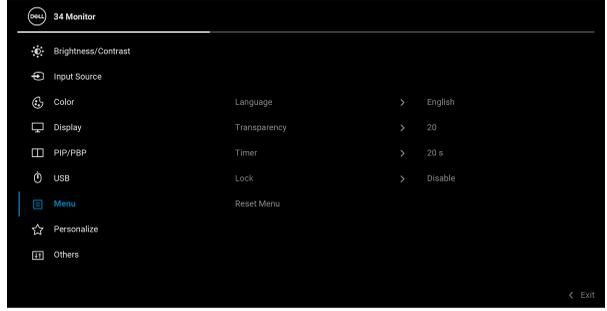 DELL 34 Monitor
Brightness/Contrast
Input Source
Color Language > English
Display Transparency > 20
PIP/PBP Timer > 20 s
USB Lock > Disable
Menu Reset Menu
Personalize
Others
< Exit